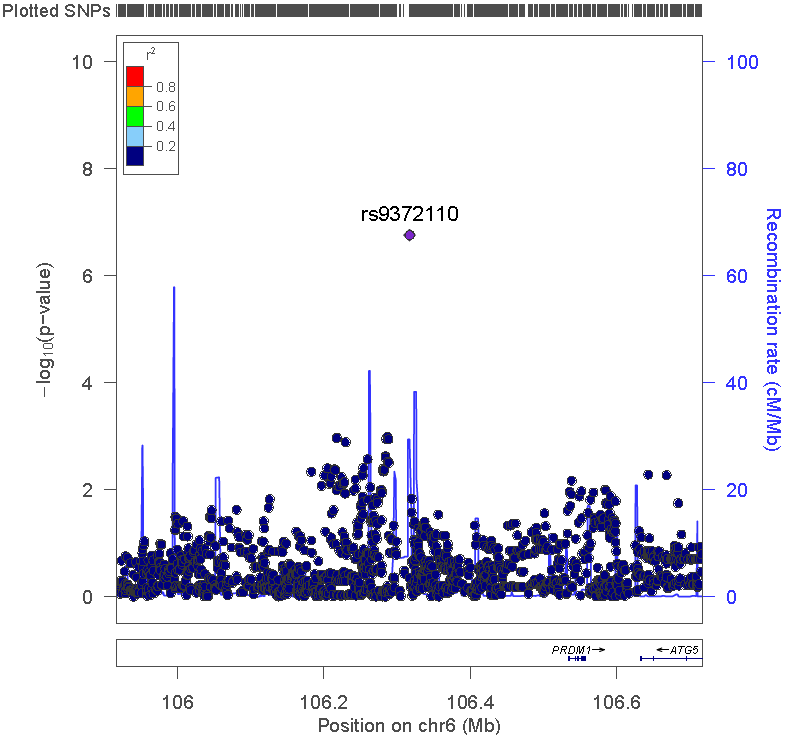 Plotted SNPs
r2
0.8
0.6
0.4
0.2
rs9372110
10
8
6
4
2
0
−log10(p−value)
100
80
60
40
20
0
Recombination rate (cM/Mb)
PRDM1→
←ATG5
106
106.2
106.4
106.6
Position on chr6 (Mb)